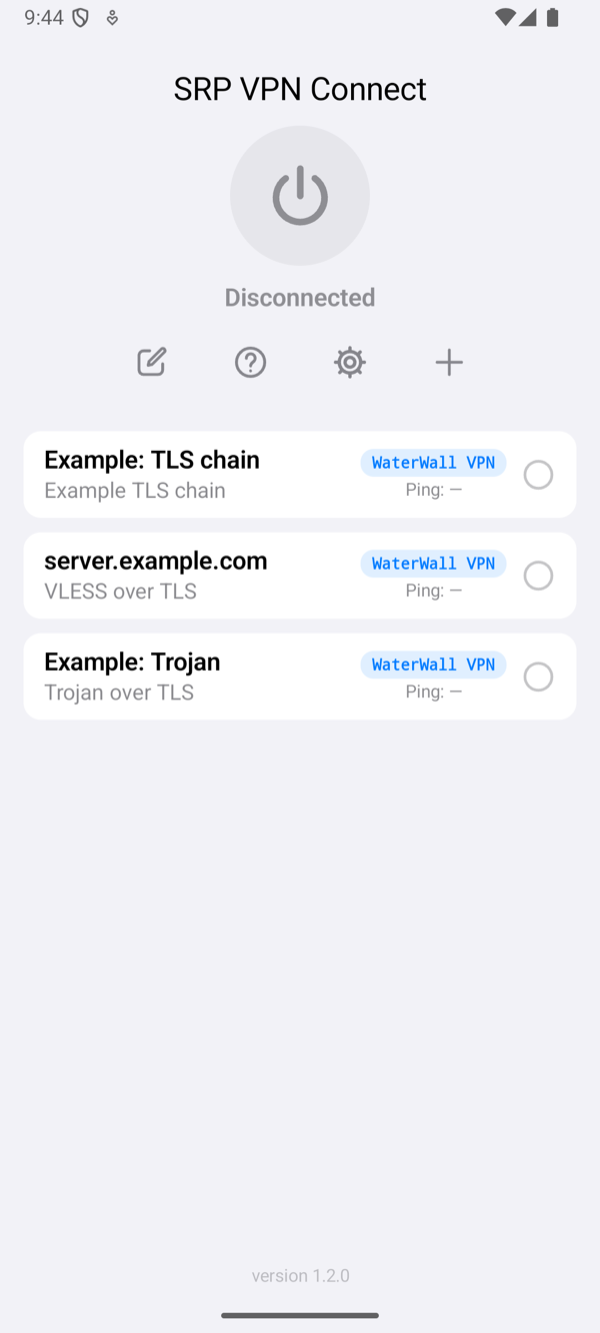 9:44
SRP VPN Connect
Disconnected
Example: TLS chain
Example TLS chain
WaterWall VPN
Ping: —
server.example.com
VLESS over TLS
WaterWall VPN
Ping: —
Example: Trojan
Trojan over TLS
WaterWall VPN
Ping: —
version 1.2.0